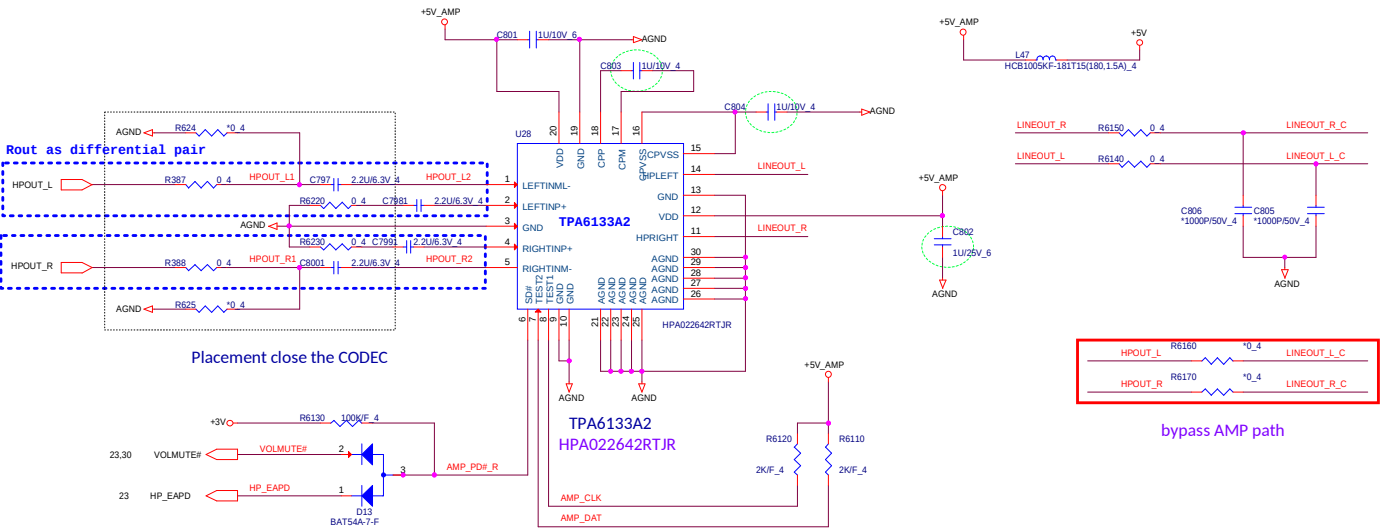 +5V_AMP
C801 1U/10V_6
AGND
C803 1U/10V_4
C804 1U/10V_4
AGND
+5V_AMP
+5V
L47
HCB1005KF-181T15(180,1.5A)_4
AGND R624 *0_4
Rout as differential pair
HPOUT_L R387 0_4 HPOUT_L1 C797 2.2U/6.3V_4 HPOUT_L2
R6220 0_4 C7981 2.2U/6.3V_4
AGND
R6230 0_4 C7991 2.2U/6.3V_4
HPOUT_R R388 0_4 HPOUT_R1 C8001 2.2U/6.3V_4 HPOUT_R2
AGND R625 *0_4
Placement close the CODEC
U28
20 19 18 17 16
VDD GND CPP CPM CPVSS
1 LEFTINML-
2 LEFTINP+
3 GND
4 RIGHTINP+
5 RIGHTINM-
TPA6133A2
CPVSS 15
HPLEFT 14 LINEOUT_L
GND 13
VDD 12
HPRIGHT 11 LINEOUT_R
AGND 30
AGND 29
AGND 28
AGND 27
AGND 26
SD# TEST2 TEST1 GND GND AGND AGND AGND AGND AGND
6 7 8 9 10 21 22 23 24 25
HPA022642RTJR
AGND
AGND
TPA6133A2
HPA022642RTJR
+5V_AMP
C802
1U/25V_6
AGND
LINEOUT_R R6150 0_4 LINEOUT_R_C
LINEOUT_L R6140 0_4 LINEOUT_L_C
C806
*1000P/50V_4
C805
*1000P/50V_4
AGND
HPOUT_L R6160 *0_4 LINEOUT_L_C
HPOUT_R R6170 *0_4 LINEOUT_R_C
bypass AMP path
+5V_AMP
R6120
2K/F_4
R6110
2K/F_4
+3V R6130 100K/F_4
23,30 VOLMUTE# VOLMUTE# 2
3 AMP_PD#_R
23 HP_EAPD HP_EAPD 1
D13
BAT54A-7-F
AMP_CLK
AMP_DAT